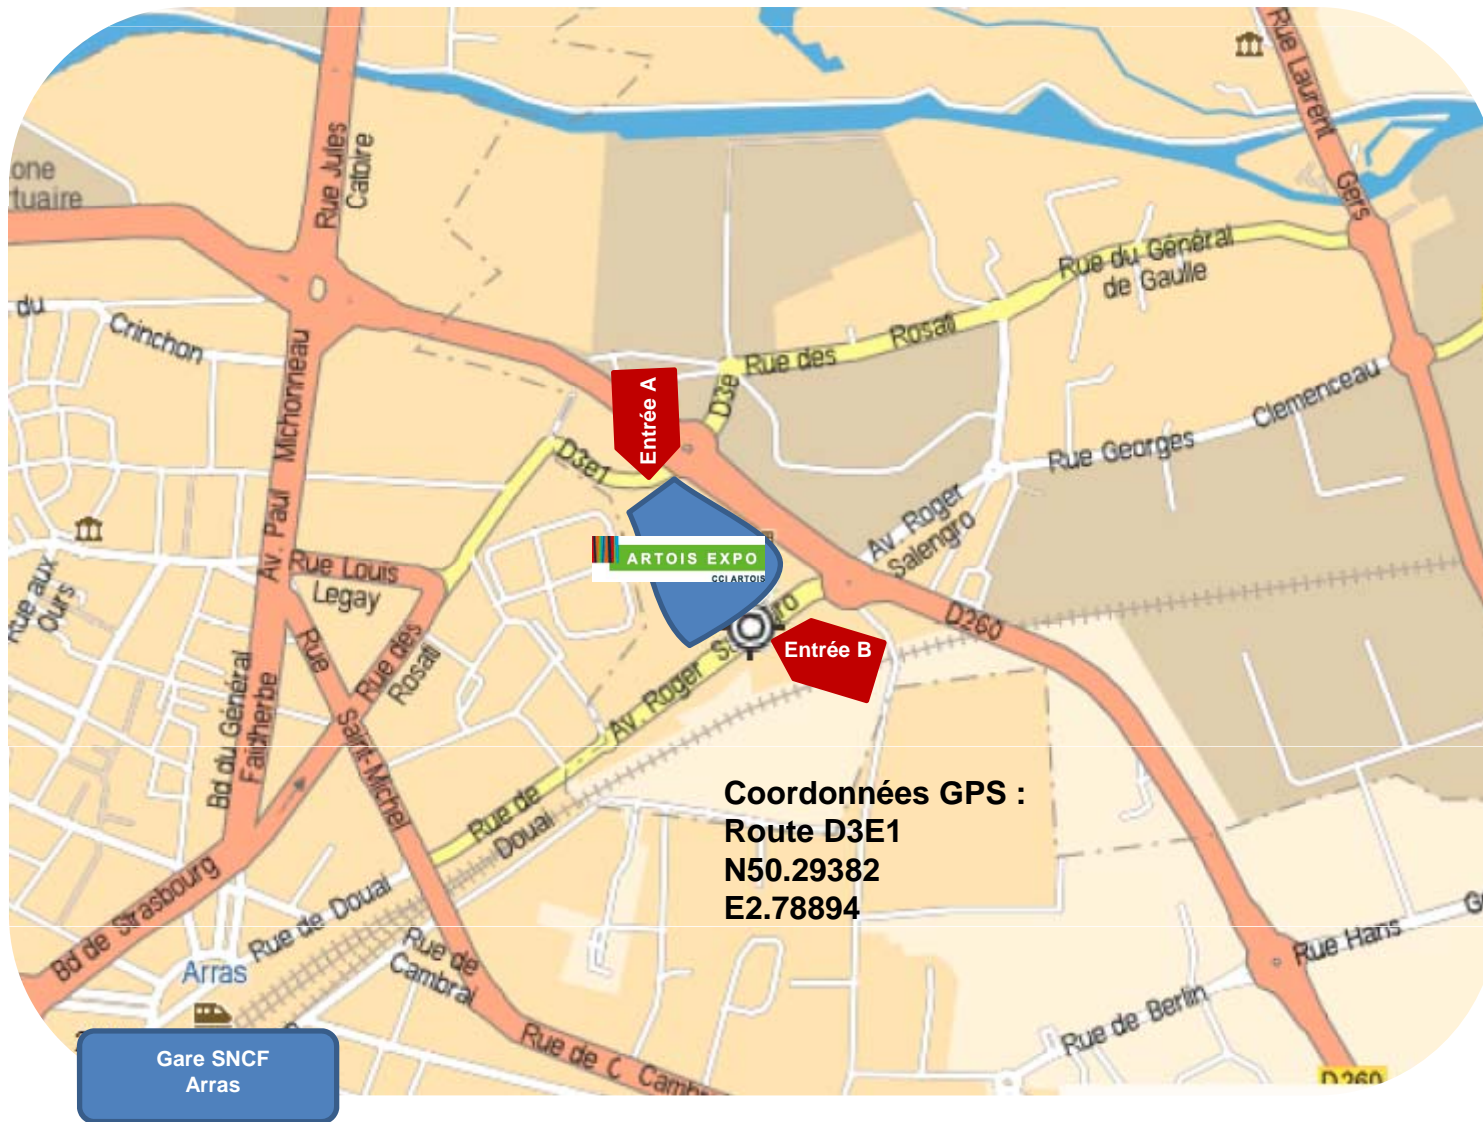 Rue Laurent
Gers
Rue Jules
Catoire
one
tuaire
Rue du Général
de Gaulle
du
Crinchon
Rue des
Rosati
D3e
Entrée A
Av. Paul
Michonneau
Clemenceau
Rue Georges
D3e1
Av. Roger
Salengro
ARTOIS EXPO
CCI ARTOIS
Rue aux
Ours
Rue Louis
Legay
D260
Entrée B
Rue
Saint-Michel
Rue des
Rosati
Bd du Général
Faidherbe
Av. Roger
Coordonnées GPS :
Route D3E1
N50.29382
E2.78894
Rue de
Douai
Bd de Strasbourg
Rue de Douai
Rue de
Cambrai
Arras
Rue Hans
Rue de Berlin
Rue de C
Gare SNCF
Arras
D260